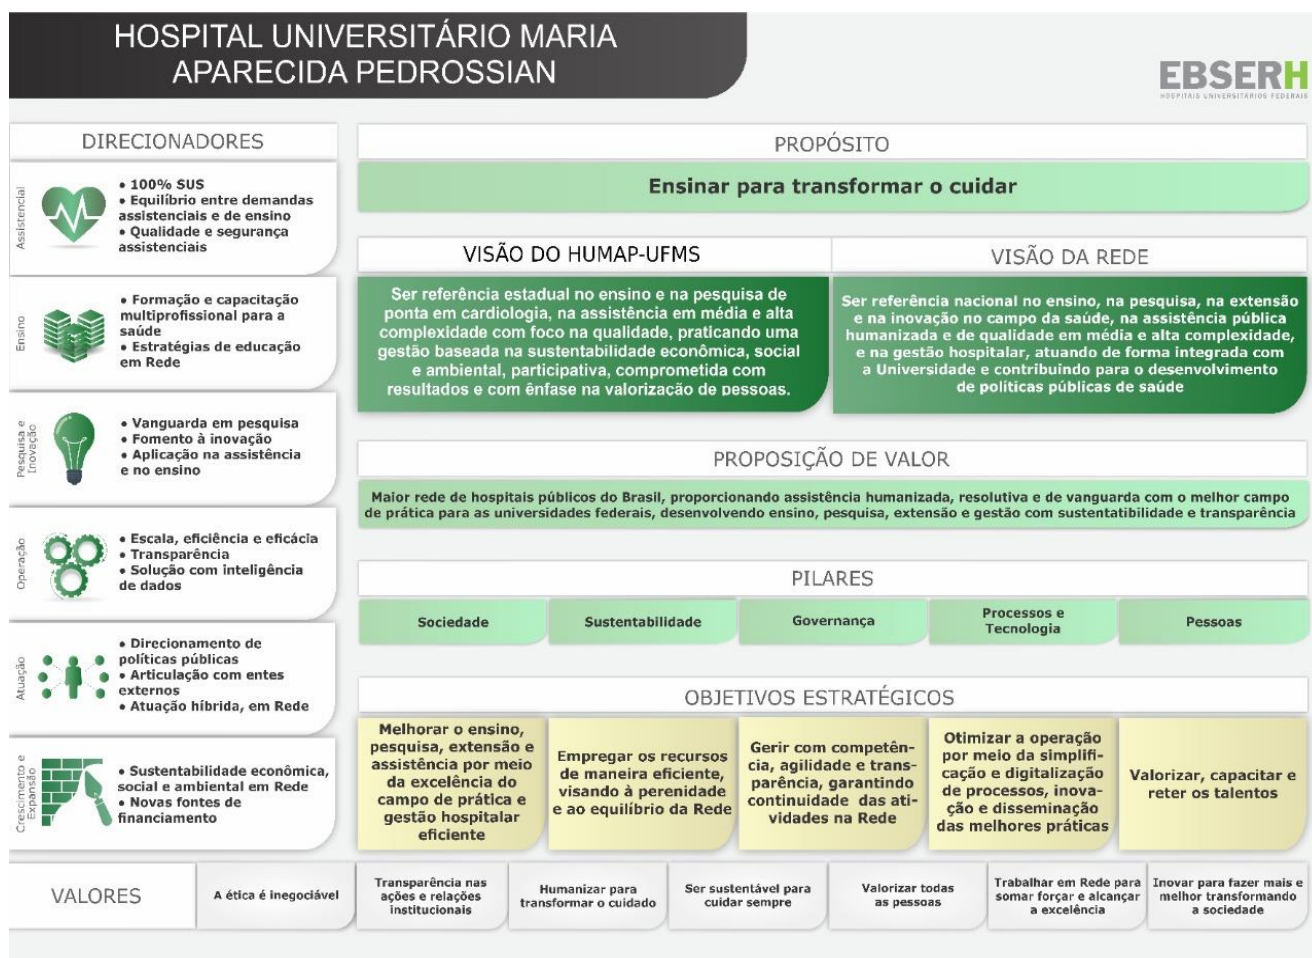 HOSPITAL UNIVERSITÁRIO MARIA
APARECIDA PEDROSSIAN
EBSERH
HOSPITAIS UNIVERSITÁRIOS FEDERAIS
DIRECIONADORES
Assistencial
• 100% SUS
• Equilíbrio entre demandas
assistenciais e de ensino
• Qualidade e segurança
assistenciais
Ensino
• Formação e capacitação
multiprofissional para a
saúde
• Estratégias de educação
em Rede
Pesquisa e
Inovação
• Vanguarda em pesquisa
• Fomento à inovação
• Aplicação na assistência
e no ensino
Operação
• Escala, eficiência e eficácia
• Transparência
• Solução com inteligência
de dados
Atuação
• Direcionamento de
políticas públicas
• Articulação com entes
externos
• Atuação híbrida, em Rede
Crescimento e
Expansão
• Sustentabilidade econômica,
social e ambiental em Rede
• Novas fontes de
financiamento
PROPÓSITO
Ensinar para transformar o cuidar
VISÃO DO HUMAP-UFMS
Ser referência estadual no ensino e na pesquisa de
ponta em cardiologia, na assistência em média e alta
complexidade com foco na qualidade, praticando uma
gestão baseada na sustentabilidade econômica, social
e ambiental, participativa, comprometida com
resultados e com ênfase na valorização de pessoas.
VISÃO DA REDE
Ser referência nacional no ensino, na pesquisa, na extensão
e na inovação no campo da saúde, na assistência pública
humanizada e de qualidade em média e alta complexidade,
e na gestão hospitalar, atuando de forma integrada com
a Universidade e contribuindo para o desenvolvimento
de políticas públicas de saúde
PROPOSIÇÃO DE VALOR
Maior rede de hospitais públicos do Brasil, proporcionando assistência humanizada, resolutiva e de vanguarda com o melhor campo
de prática para as universidades federais, desenvolvendo ensino, pesquisa, extensão e gestão com sustentatibilidade e transparência
PILARES
Sociedade
Sustentabilidade
Governança
Processos e
Tecnologia
Pessoas
OBJETIVOS ESTRATÉGICOS
Melhorar o ensino,
pesquisa, extensão e
assistência por meio
da excelência do
campo de prática e
gestão hospitalar
eficiente
Empregar os recursos
de maneira eficiente,
visando à perenidade
e ao equilíbrio da Rede
Gerir com competên-
cia, agilidade e trans-
parência, garantindo
continuidade das ati-
vidades na Rede
Otimizar a operação
por meio da simplifi-
cação e digitalização
de processos, inova-
ção e disseminação
das melhores práticas
Valorizar, capacitar e
reter os talentos
VALORES
A ética é inegociável
Transparência nas
ações e relações
institucionais
Humanizar para
transformar o cuidado
Ser sustentável para
cuidar sempre
Valorizar todas
as pessoas
Trabalhar em Rede para
somar forçar e alcançar
a excelência
Inovar para fazer mais e
melhor transformando
a sociedade